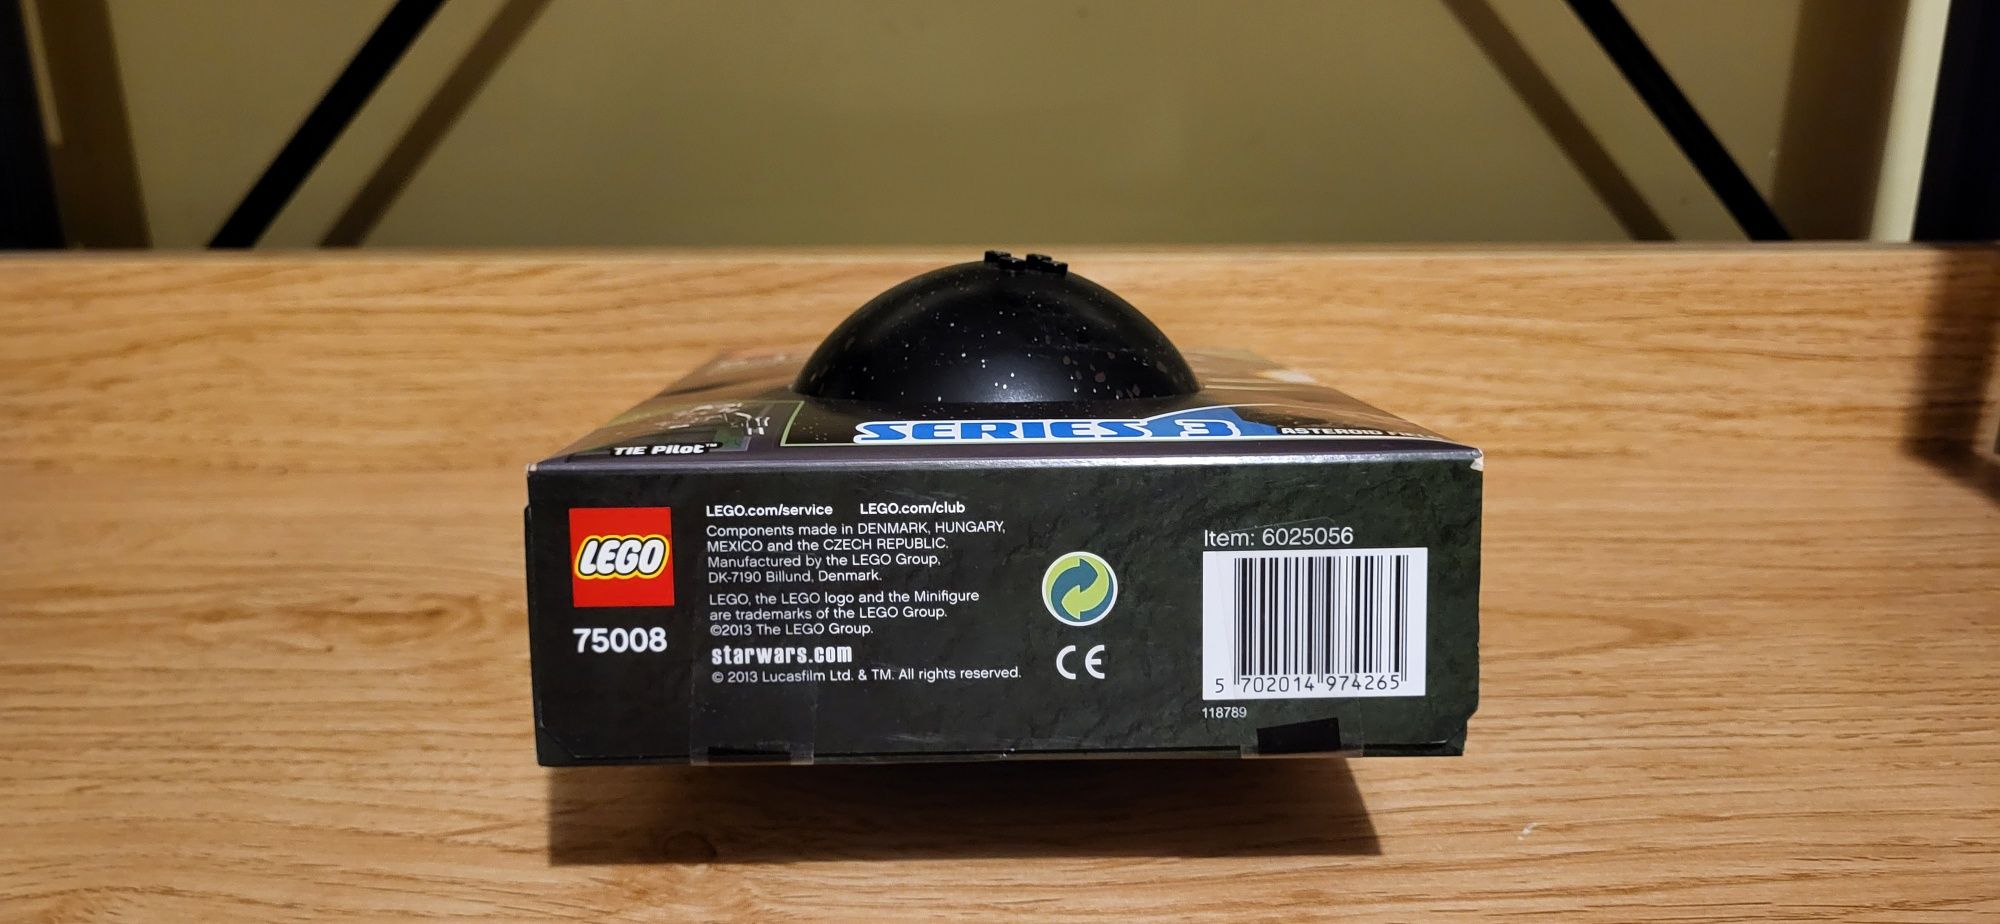 SERIES 3
ASTEROID
TIE Pilot™
LEGO
75008
LEGO.com/service LEGO.com/club
Components made in DENMARK, HUNGARY,
MEXICO and the CZECH REPUBLIC.
Manufactured by the LEGO Group,
DK-7190 Billund, Denmark.
LEGO, the LEGO logo and the Minifigure
are trademarks of the LEGO Group.
©2013 The LEGO Group.
starwars.com
© 2013 Lucasfilm Ltd. & TM. All rights reserved.
CE
Item: 6025056
5 702014 974265
118789